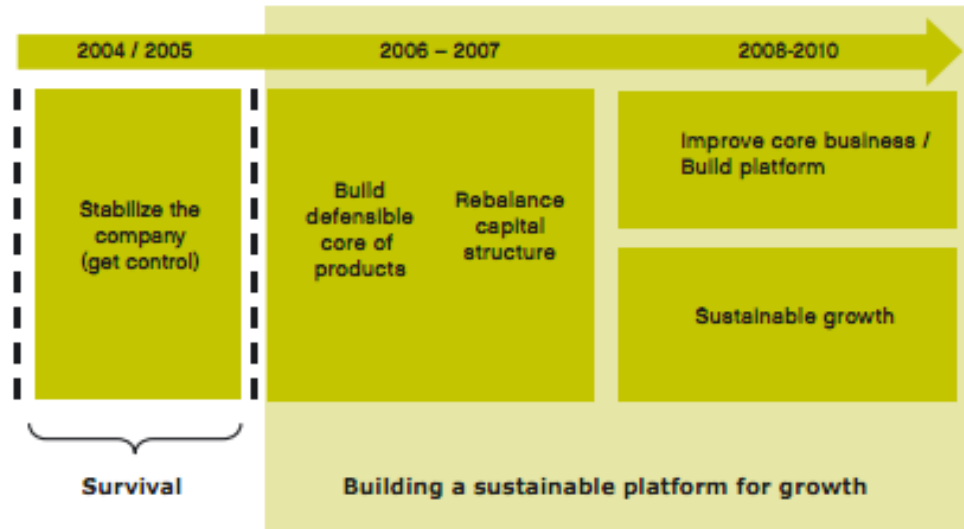 2004 / 2005
2006 – 2007
2008-2010
Stabilize the
company
(get control)
Build
defensible
core of
products
Rebalance
capital
structure
Improve core business /
Build platform
Sustainable growth
Survival
Building a sustainable platform for growth